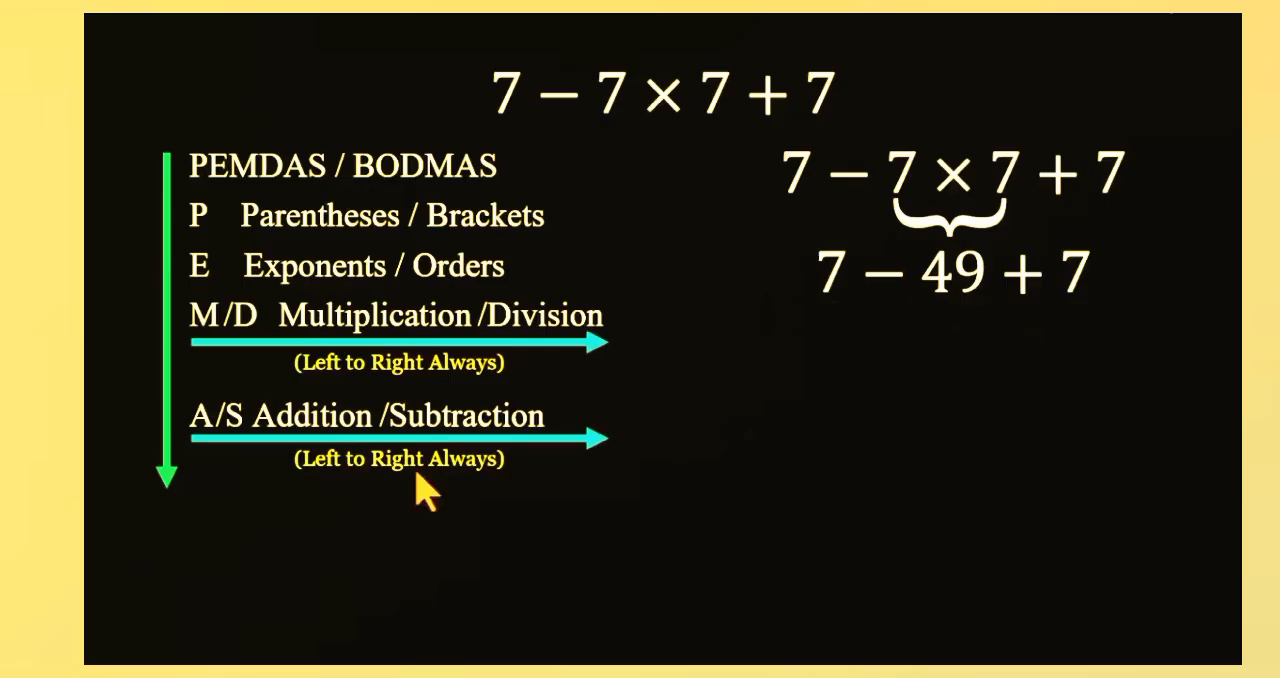 7 − 7 × 7 + 7
PEMDAS / BODMAS
P Parentheses / Brackets
E Exponents / Orders
M/D Multiplication /Division
(Left to Right Always)
A/S Addition /Subtraction
(Left to Right Always)
7 − 7 × 7 + 7
7 − 49 + 7